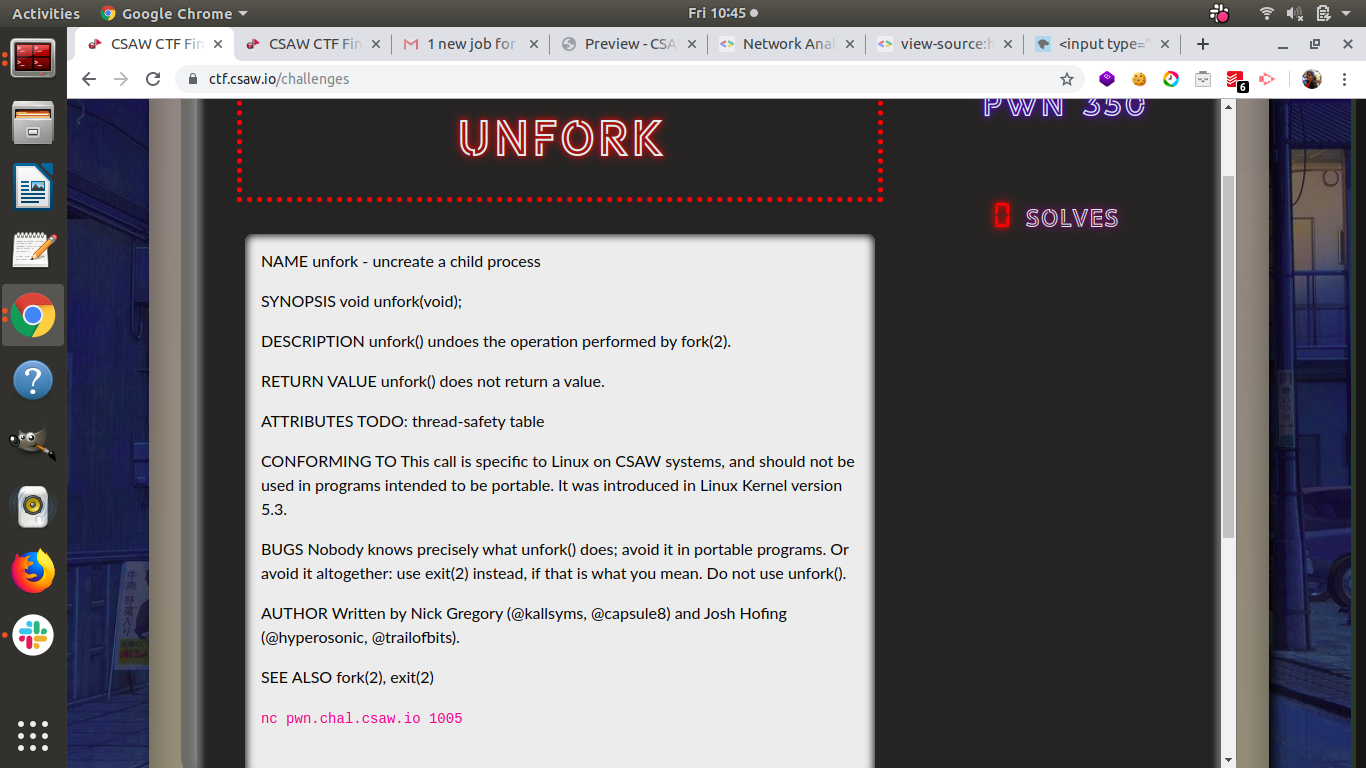 Activities Google Chrome Fri 10:45
CSAW CTF Fin CSAW CTF Fin 1 new job for Preview - CSA Network Anal view-source:h <input type="
ctf.csaw.io/challenges
6
PWN 350
UNFORK
0 SOLVES
NAME unfork - uncreate a child process
SYNOPSIS void unfork(void);
DESCRIPTION unfork() undoes the operation performed by fork(2).
RETURN VALUE unfork() does not return a value.
ATTRIBUTES TODO: thread-safety table
CONFORMING TO This call is specific to Linux on CSAW systems, and should not be
used in programs intended to be portable. It was introduced in Linux Kernel version
5.3.
BUGS Nobody knows precisely what unfork() does; avoid it in portable programs. Or
avoid it altogether: use exit(2) instead, if that is what you mean. Do not use unfork().
AUTHOR Written by Nick Gregory (@kallsyms, @capsule8) and Josh Hofing
(@hyperosonic, @trailofbits).
SEE ALSO fork(2), exit(2)
nc pwn.chal.csaw.io 1005